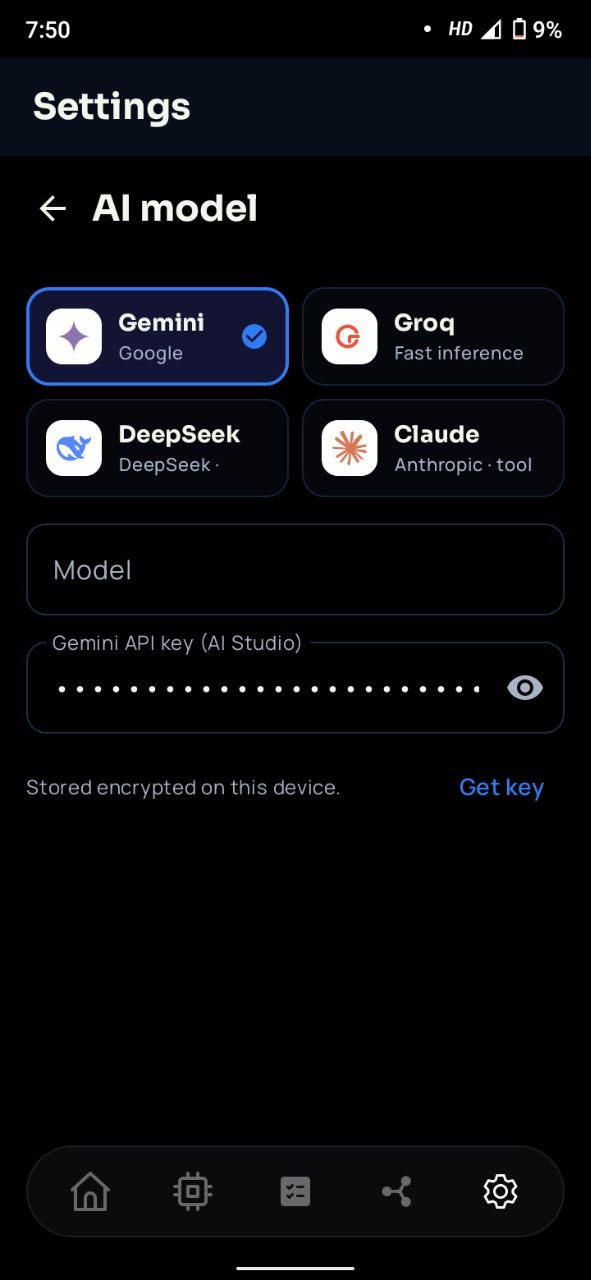 7:50
HD
9%
Settings
AI model
Gemini
Google
Groq
Fast inference
DeepSeek
DeepSeek ·
Claude
Anthropic · tool
Model
Gemini API key (AI Studio)
Stored encrypted on this device.
Get key